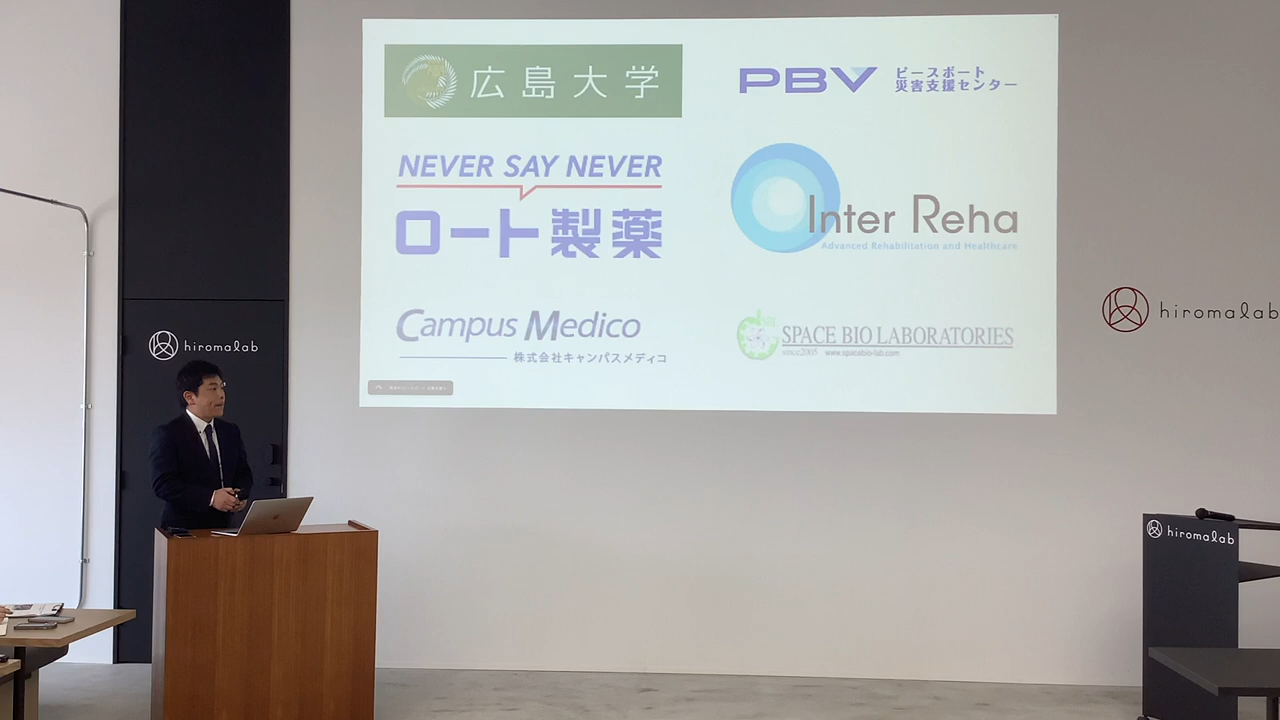 広島大学
PBV ピースボート
災害支援センター
NEVER SAY NEVER
ロート製薬
Inter Reha
Advanced Rehabilitation and Healthcare
Campus Medico
株式会社キャンパスメディコ
SPACE BIO LABORATORIES
since2005 www.spacebio-lab.com
hiromalab
hiromalab
hiromalab